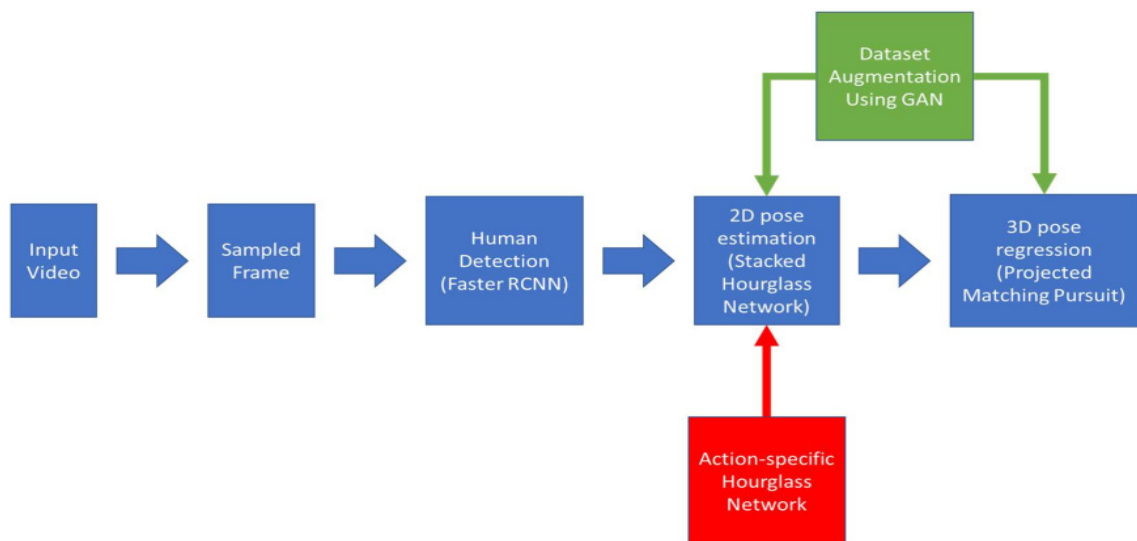 Dataset
Augmentation
Using GAN
Input
Video
Sampled
Frame
Human
Detection
(Faster RCNN)
2D pose
estimation
(Stacked
Hourglass
Network)
3D pose
regression
(Projected
Matching Pursuit)
Action-specific
Hourglass
Network